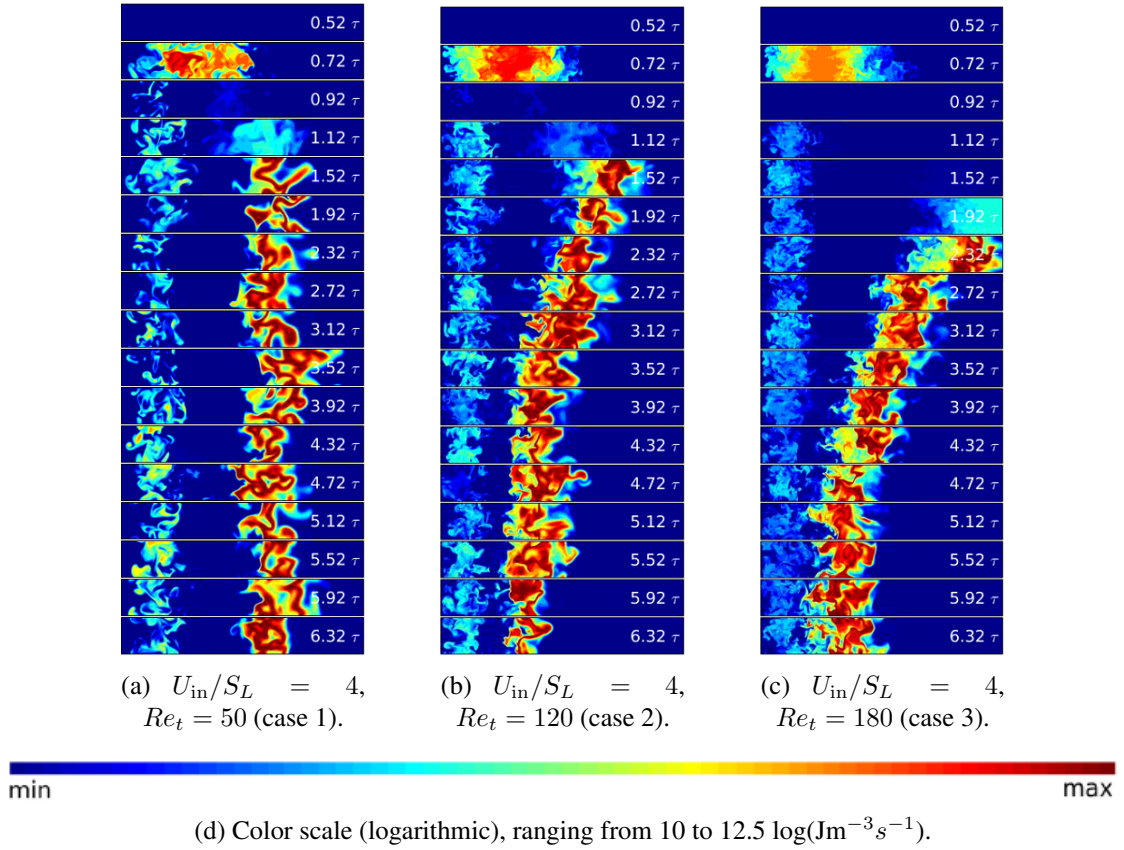 0.52 τ
0.72 τ
0.92 τ
1.12 τ
1.52 τ
1.92 τ
2.32 τ
2.72 τ
3.12 τ
3.52 τ
3.92 τ
4.32 τ
4.72 τ
5.12 τ
5.52 τ
5.92 τ
6.32 τ
(a) U_in/S_L = 4,
Re_t = 50 (case 1).
0.52 τ
0.72 τ
0.92 τ
1.12 τ
1.52 τ
1.92 τ
2.32 τ
2.72 τ
3.12 τ
3.52 τ
3.92 τ
4.32 τ
4.72 τ
5.12 τ
5.52 τ
5.92 τ
6.32 τ
(b) U_in/S_L = 4,
Re_t = 120 (case 2).
0.52 τ
0.72 τ
0.92 τ
1.12 τ
1.52 τ
1.92 τ
2.32 τ
2.72 τ
3.12 τ
3.52 τ
3.92 τ
4.32 τ
4.72 τ
5.12 τ
5.52 τ
5.92 τ
6.32 τ
(c) U_in/S_L = 4,
Re_t = 180 (case 3).
min max
(d) Color scale (logarithmic), ranging from 10 to 12.5 log(Jm⁻³s⁻¹).